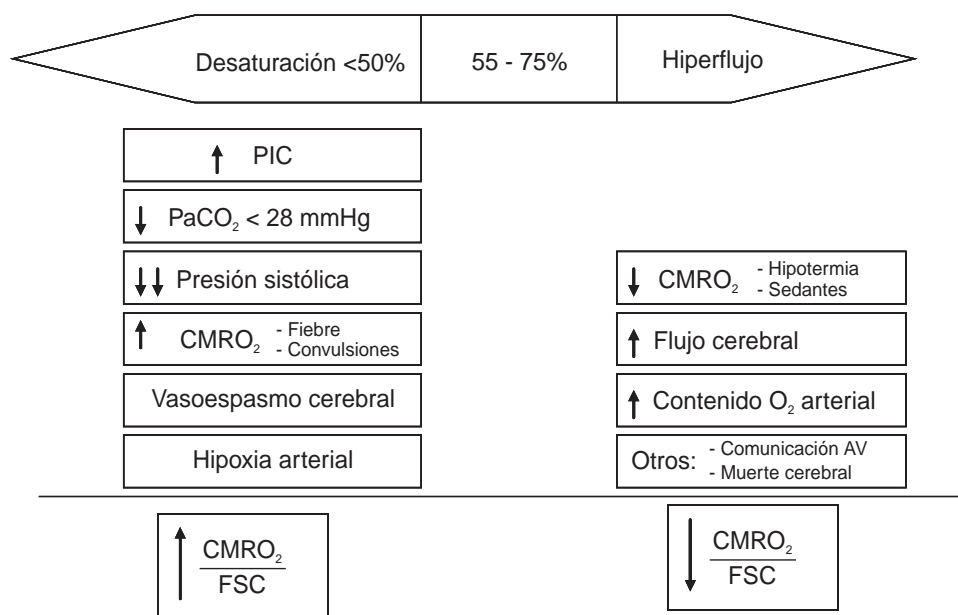 Desaturación <50%
55 - 75%
Hiperflujo
↑ PIC
↓ PaCO₂ < 28 mmHg
↓↓ Presión sistólica
↑ CMRO₂ - Fiebre
- Convulsiones
Vasoespasmo cerebral
Hipoxia arterial
↓ CMRO₂ - Hipotermia
- Sedantes
↑ Flujo cerebral
↑ Contenido O₂ arterial
Otros: - Comunicación AV
- Muerte cerebral
↑ CMRO₂
FSC
↓ CMRO₂
FSC